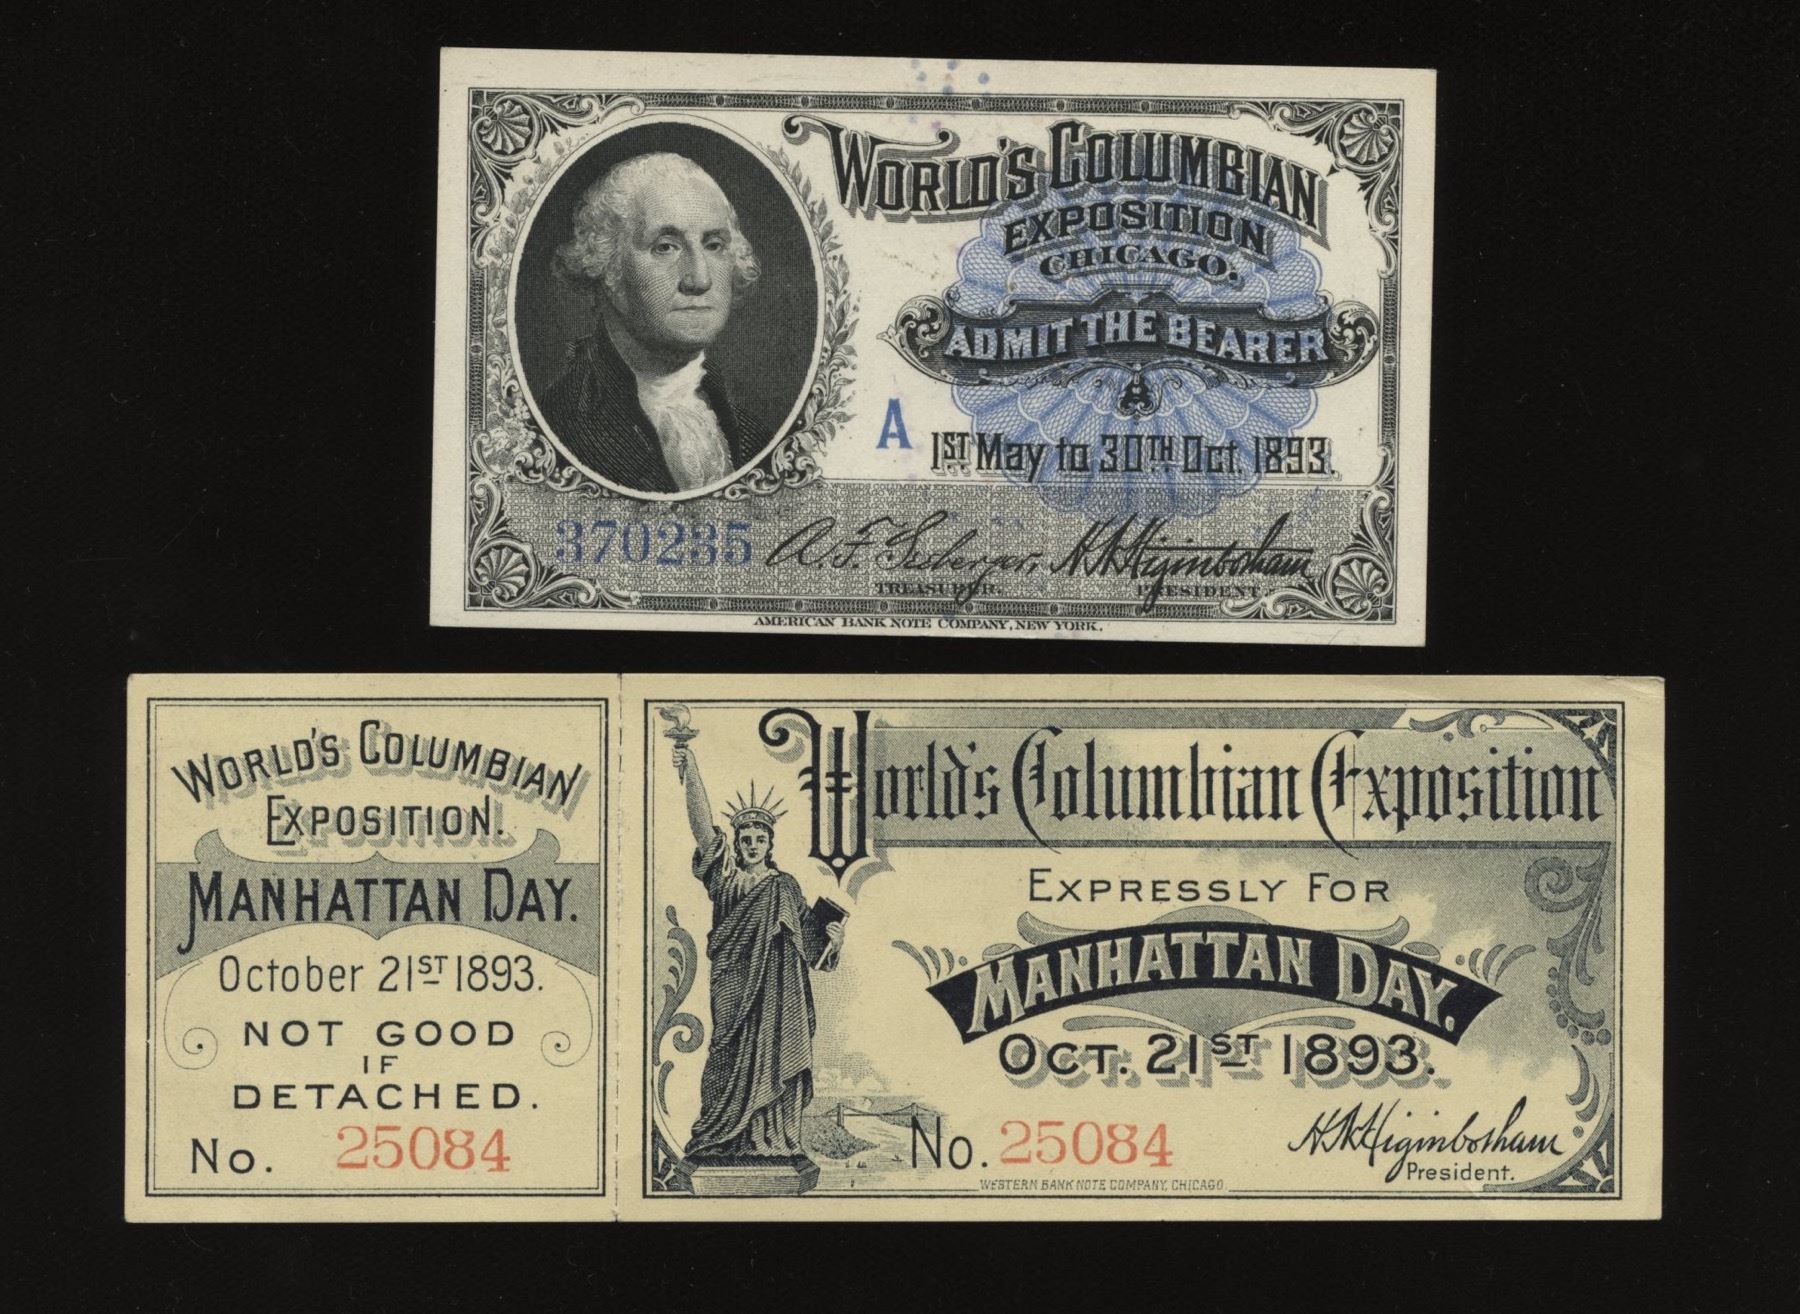 WORLD'S COLUMBIAN
EXPOSITION
CHICAGO.
ADMIT THE BEARER
A
A
1ST May to 30TH Oct. 1893.
370235
A. F. Seeberger,
TREASURER.
H. N. Higinbotham
PRESIDENT.
AMERICAN BANK NOTE COMPANY, NEW YORK.
WORLD'S COLUMBIAN
EXPOSITION.
MANHATTAN DAY.
October 21ST 1893.
NOT GOOD
IF
DETACHED.
No. 25084
World's Columbian Exposition
EXPRESSLY FOR
MANHATTAN DAY.
OCT. 21ST 1893.
No. 25084
H. N. Higinbotham
President.
WESTERN BANK NOTE COMPANY, CHICAGO.